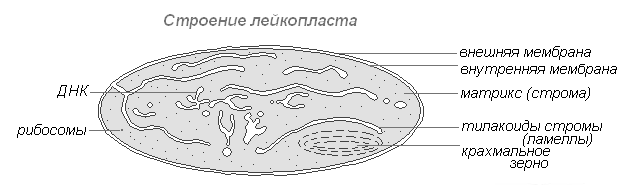 Строение лейкопласта
внешняя мембрана
внутренняя мембрана
ДНК
матрикс (строма)
рибосомы
тилакоиды стромы
(ламеллы)
крахмальное
зерно